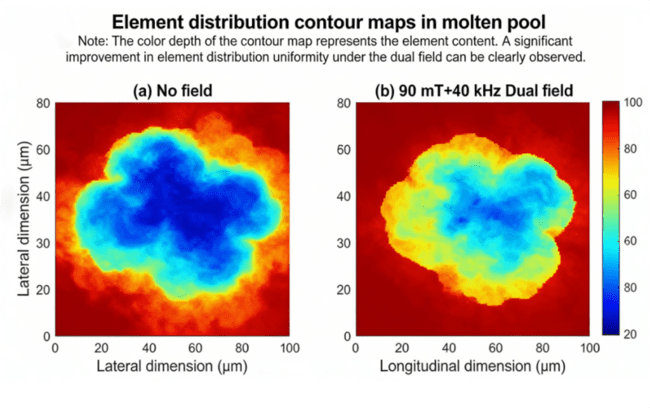 Element distribution contour maps in molten pool
Note: The color depth of the contour map represents the element content. A significant
improvement in element distribution uniformity under the dual field can be clearly observed.
(a) No field
80
60
40
30
20
0
Lateral dimension (μm)
0 20 40 60 80 100
Lateral dimension (μm)
(b) 90 mT+40 kHz Dual field
80
60
40
30
20
0
0 20 40 60 80 100
Longitudinal dimension (μm)
100
80
60
60
80
20